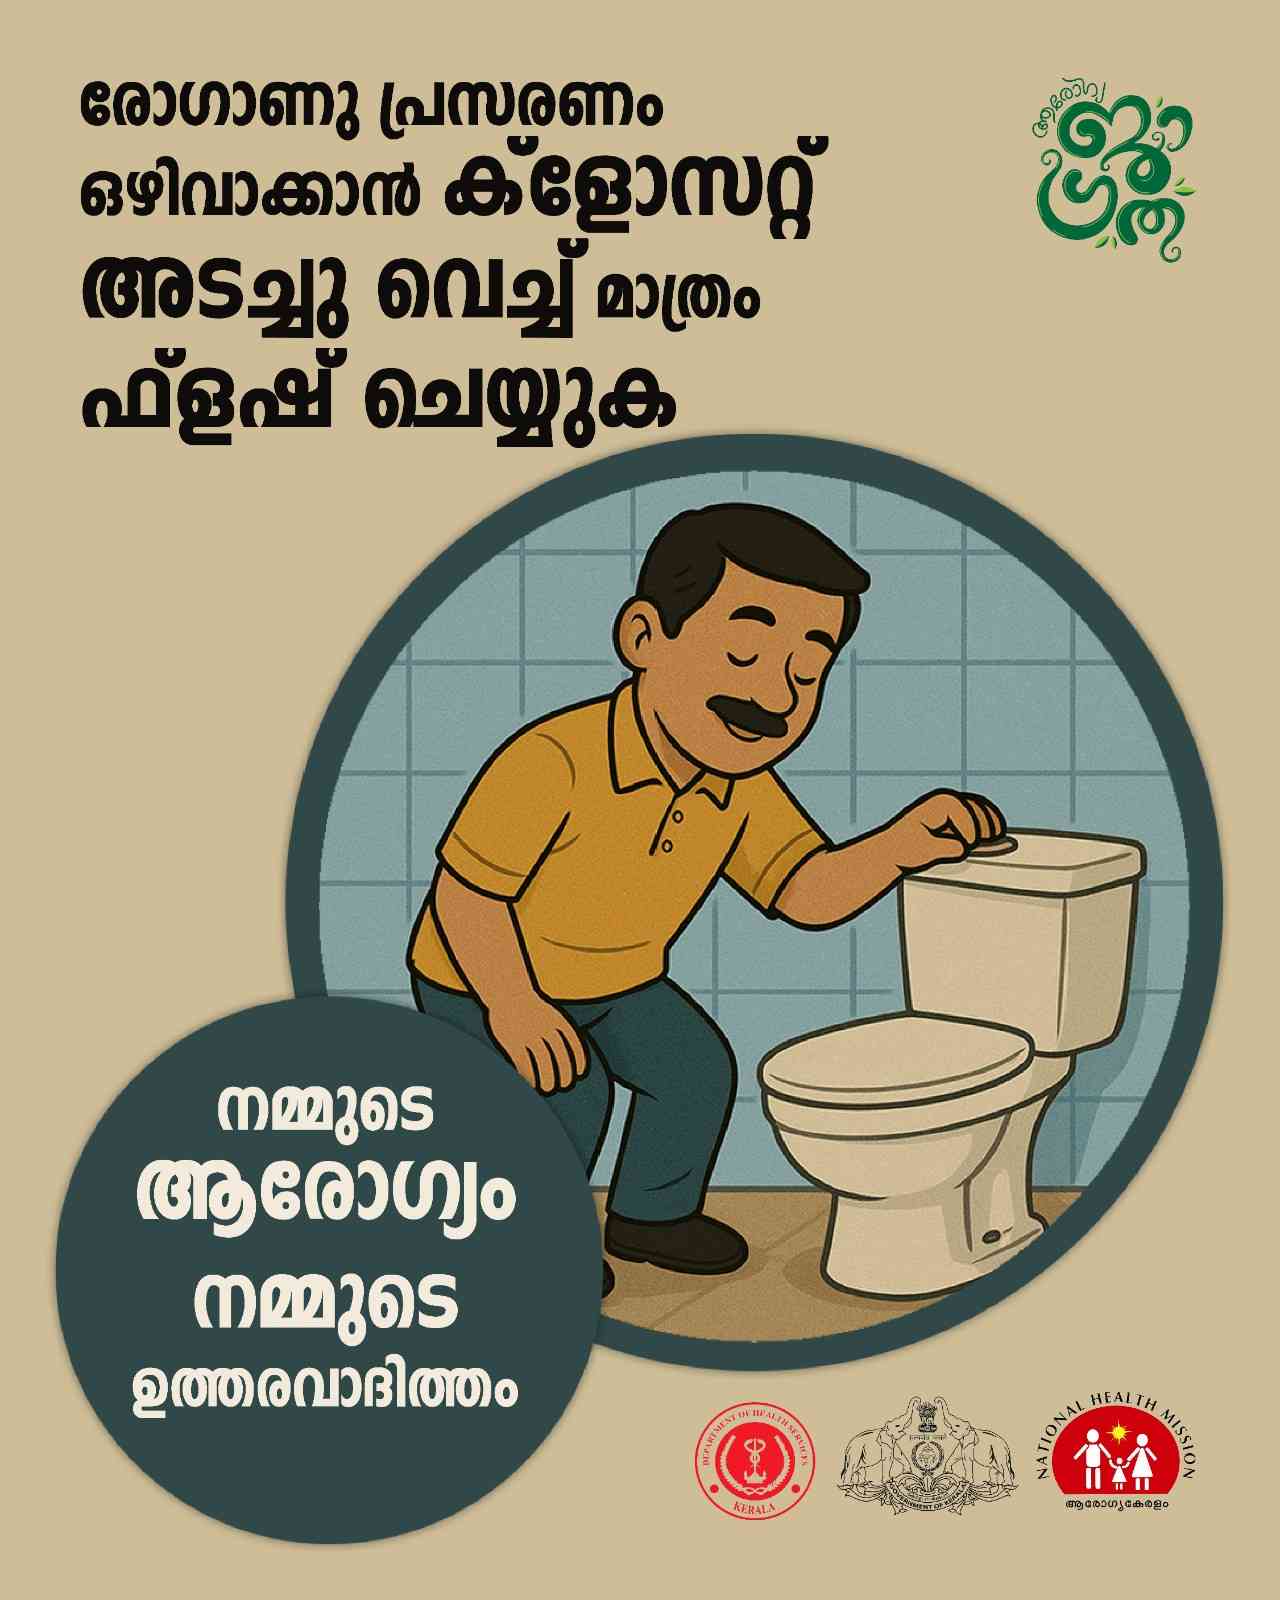 രോഗാണു പ്രസരണം
ഒഴിവാക്കാൻ ക്ളോസറ്റ്
അടച്ചു വെച്ച് മാത്രം
ഫ്ളഷ് ചെയ്യുക
ആരോഗ്യ
ജാഗ്രത
നമ്മുടെ
ആരോഗ്യം
നമ്മുടെ
ഉത്തരവാദിത്തം
DEPARTMENT OF HEALTH SERVICES
KERALA
GOVERNMENT OF KERALA
NATIONAL HEALTH MISSION
ആരോഗ്യകേരളം